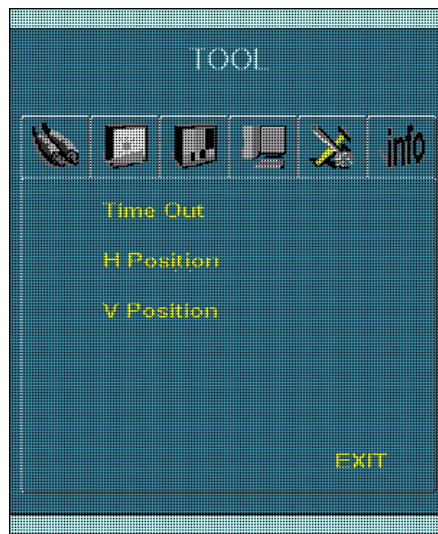 TOOL
info
Time Out
H Position
V Position
EXIT